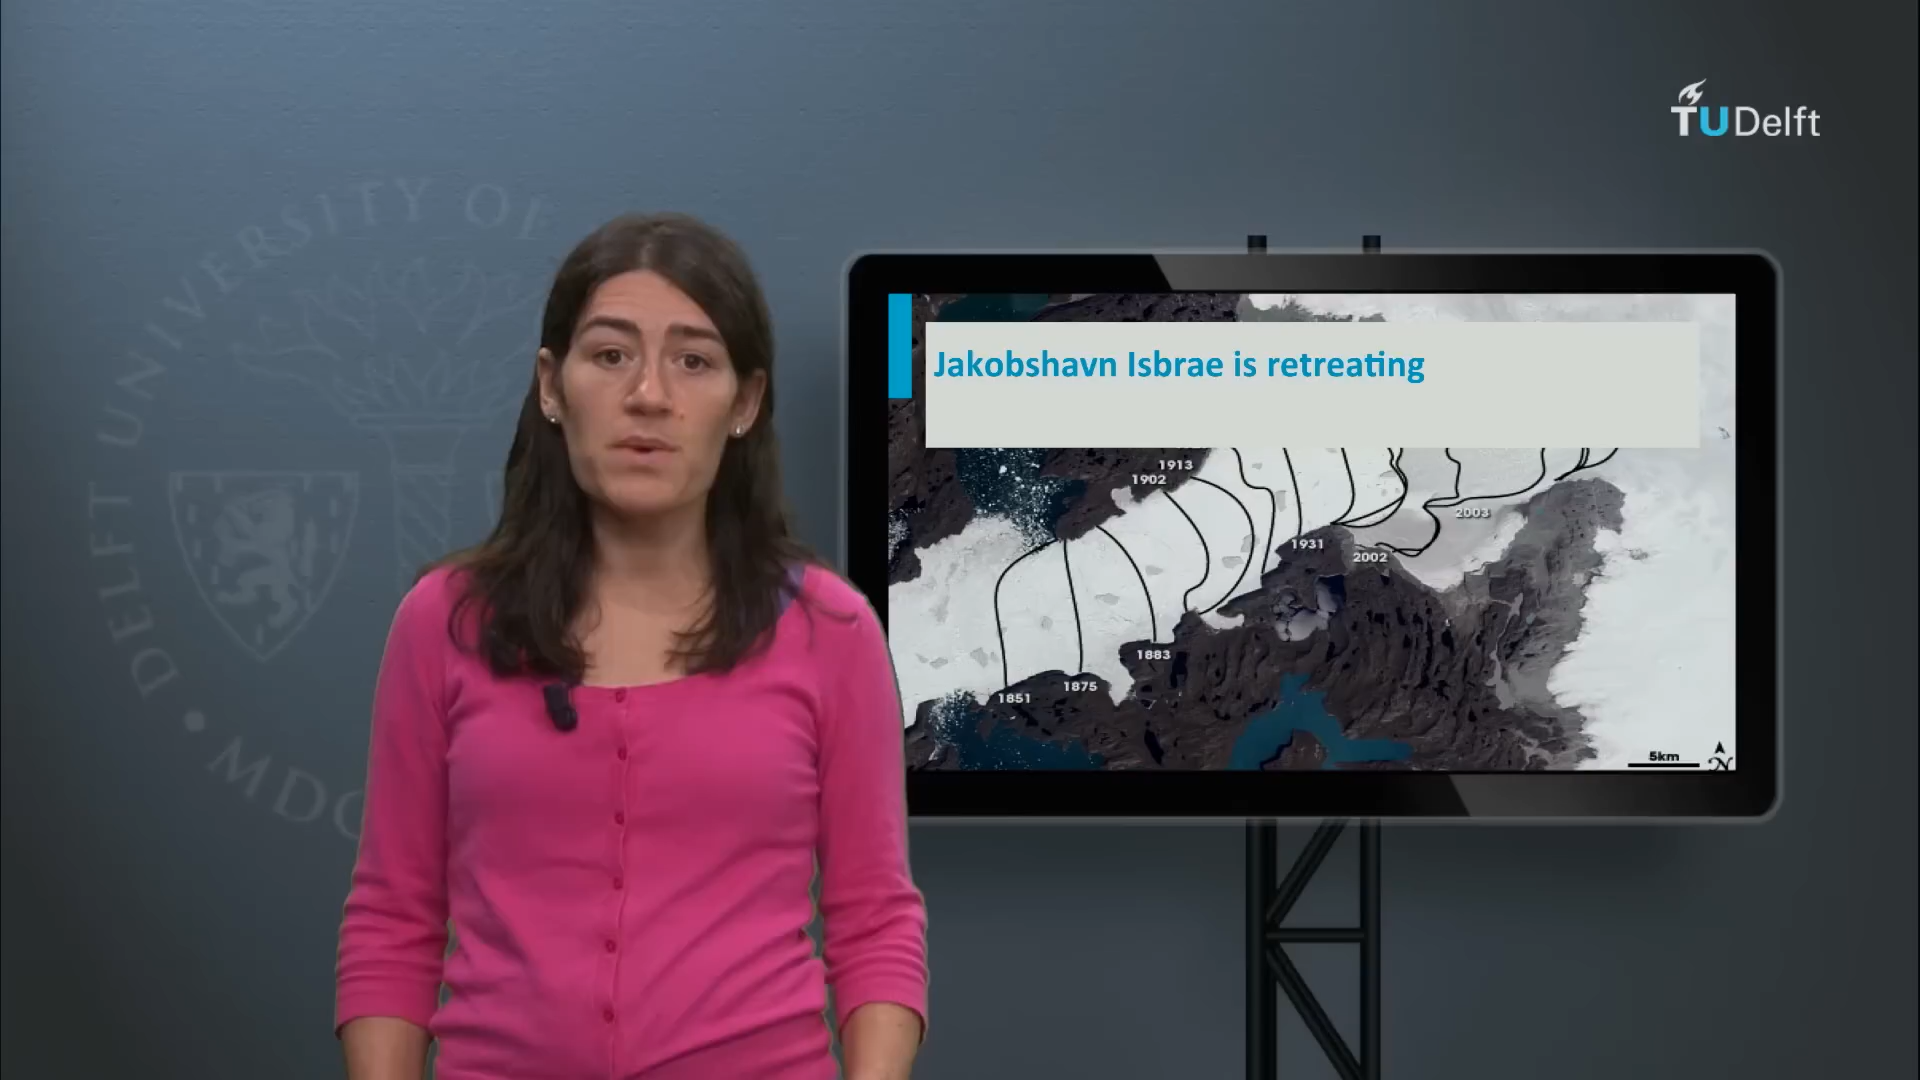 TUDelft
DELFT UNIVERSITY OF
Jakobshavn Isbrae is retreating
1913
1902
2003
1931
2002
1883
1875
1851
5km
N